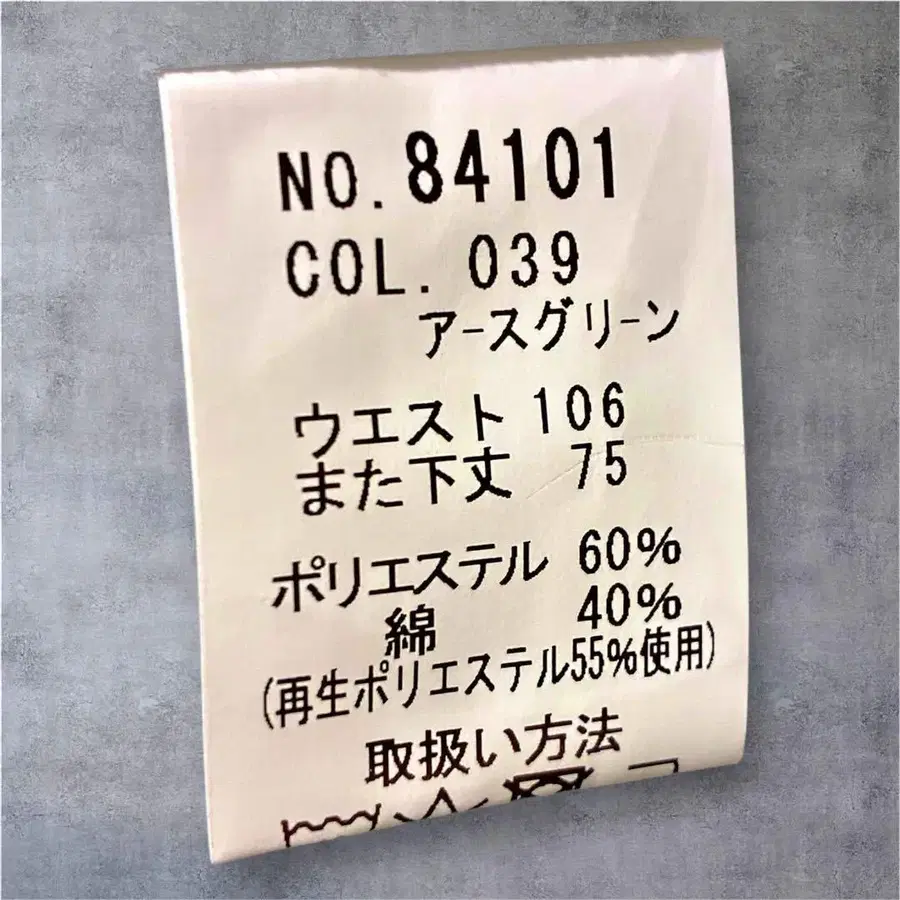 NO. 84101
COL. 039
アースグリーン
ウエスト 106
また下丈 75
ポリエステル 60%
綿 40%
(再生ポリエステル55%使用)
取扱い方法